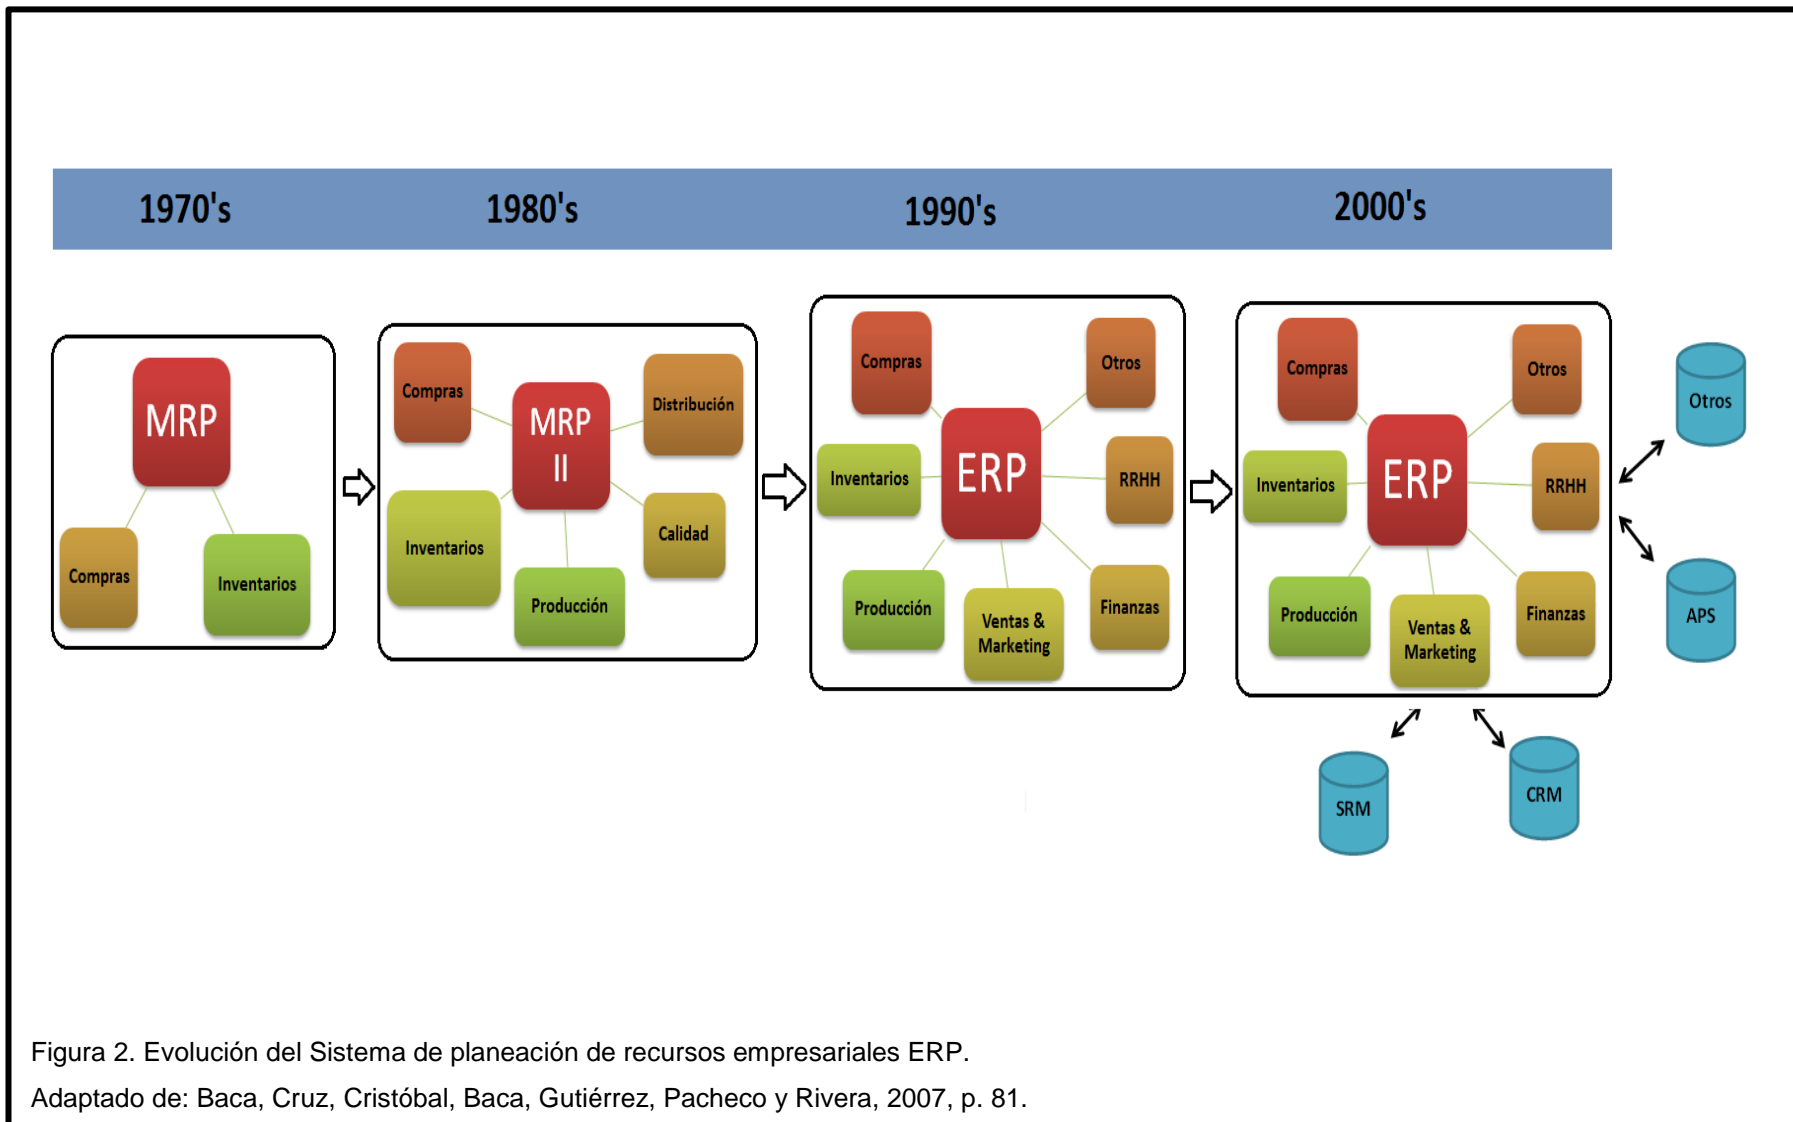 1970's
1980's
1990's
2000's
MRP
Compras
Inventarios
Compras
MRP
II
Distribución
Inventarios
Calidad
Producción
Compras
Otros
Inventarios
ERP
RRHH
Producción
Ventas &
Marketing
Finanzas
Compras
Otros
Inventarios
ERP
RRHH
Producción
Ventas &
Marketing
Finanzas
Otros
APS
SRM
CRM
Figura 2. Evolución del Sistema de planeación de recursos empresariales ERP.
Adaptado de: Baca, Cruz, Cristóbal, Baca, Gutiérrez, Pacheco y Rivera, 2007, p. 81.